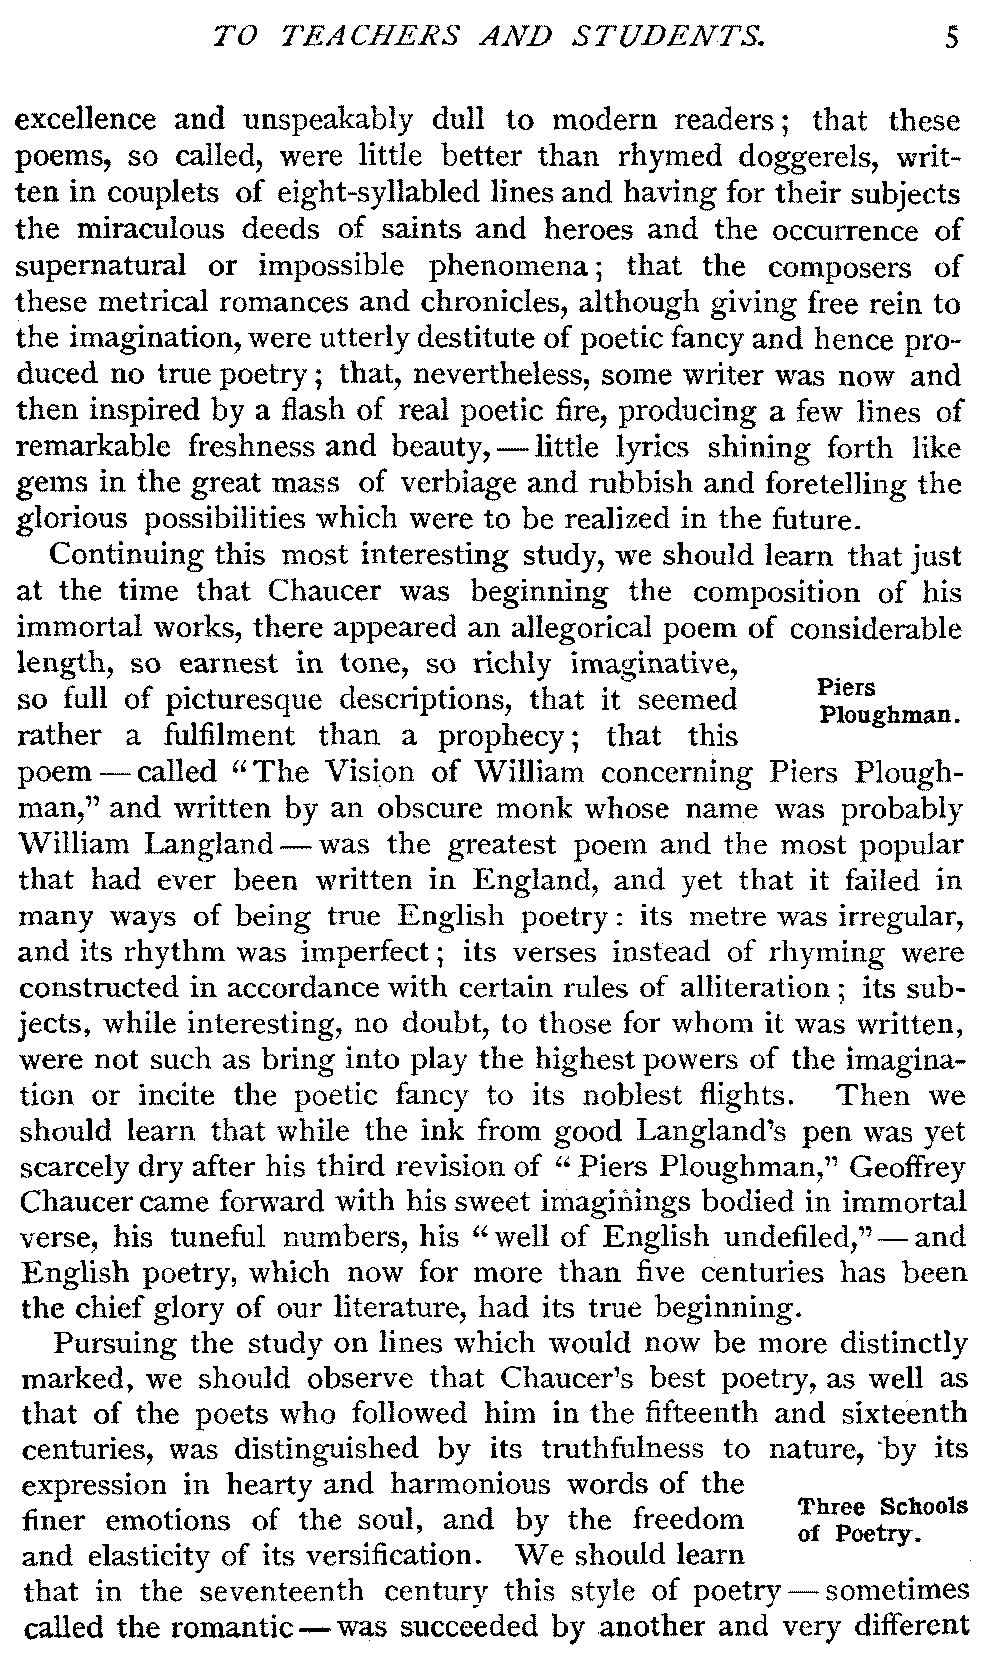 TO TEACHERS AND STUDENTS. 5
excellence and unspeakably dull to modern readers; that these
poems, so called, were little better than rhymed doggerels, writ-
ten in couplets of eight-syllabled lines and having for their subjects
the miraculous deeds of saints and heroes and the occurrence of
supernatural or impossible phenomena; that the composers of
these metrical romances and chronicles, although giving free rein to
the imagination, were utterly destitute of poetic fancy and hence pro-
duced no true poetry; that, nevertheless, some writer was now and
then inspired by a flash of real poetic fire, producing a few lines of
remarkable freshness and beauty,—little lyrics shining forth like
gems in the great mass of verbiage and rubbish and foretelling the
glorious possibilities which were to be realized in the future.
Continuing this most interesting study, we should learn that just
at the time that Chaucer was beginning the composition of his
immortal works, there appeared an allegorical poem of considerable
length, so earnest in tone, so richly imaginative,
so full of picturesque descriptions, that it seemed
rather a fulfilment than a prophecy; that this
Piers
Ploughman.
poem—called “The Vision of William concerning Piers Plough-
man,” and written by an obscure monk whose name was probably
William Langland—was the greatest poem and the most popular
that had ever been written in England, and yet that it failed in
many ways of being true English poetry: its metre was irregular,
and its rhythm was imperfect; its verses instead of rhyming were
constructed in accordance with certain rules of alliteration; its sub-
jects, while interesting, no doubt, to those for whom it was written,
were not such as bring into play the highest powers of the imagina-
tion or incite the poetic fancy to its noblest flights. Then we
should learn that while the ink from good Langland’s pen was yet
scarcely dry after his third revision of “Piers Ploughman,” Geoffrey
Chaucer came forward with his sweet imaginings bodied in immortal
verse, his tuneful numbers, his “well of English undefiled,”—and
English poetry, which now for more than five centuries has been
the chief glory of our literature, had its true beginning.
Pursuing the study on lines which would now be more distinctly
marked, we should observe that Chaucer’s best poetry, as well as
that of the poets who followed him in the fifteenth and sixteenth
centuries, was distinguished by its truthfulness to nature, by its
expression in hearty and harmonious words of the
finer emotions of the soul, and by the freedom
and elasticity of its versification. We should learn
Three Schools
of Poetry.
that in the seventeenth century this style of poetry—sometimes
called the romantic—was succeeded by another and very different